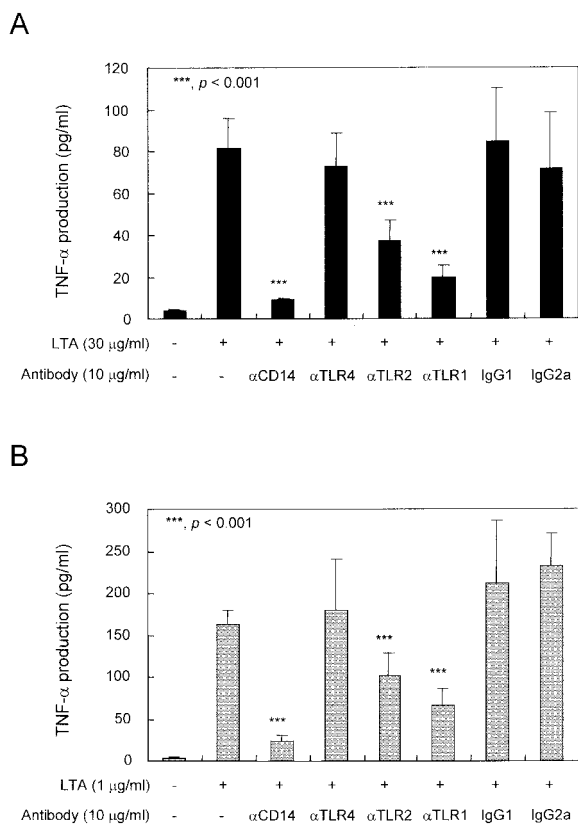 A
***, p < 0.001
TNF-α production (pg/ml)
120
100
80
60
40
20
0
***
***
***
LTA (30 μg/ml) - + + + + + + +
Antibody (10 μg/ml) - - αCD14 αTLR4 αTLR2 αTLR1 IgG1 IgG2a
B
***, p < 0.001
TNF-α production (pg/ml)
300
250
200
150
100
50
0
***
***
***
LTA (1 μg/ml) - + + + + + + +
Antibody (10 μg/ml) - - αCD14 αTLR4 αTLR2 αTLR1 IgG1 IgG2a